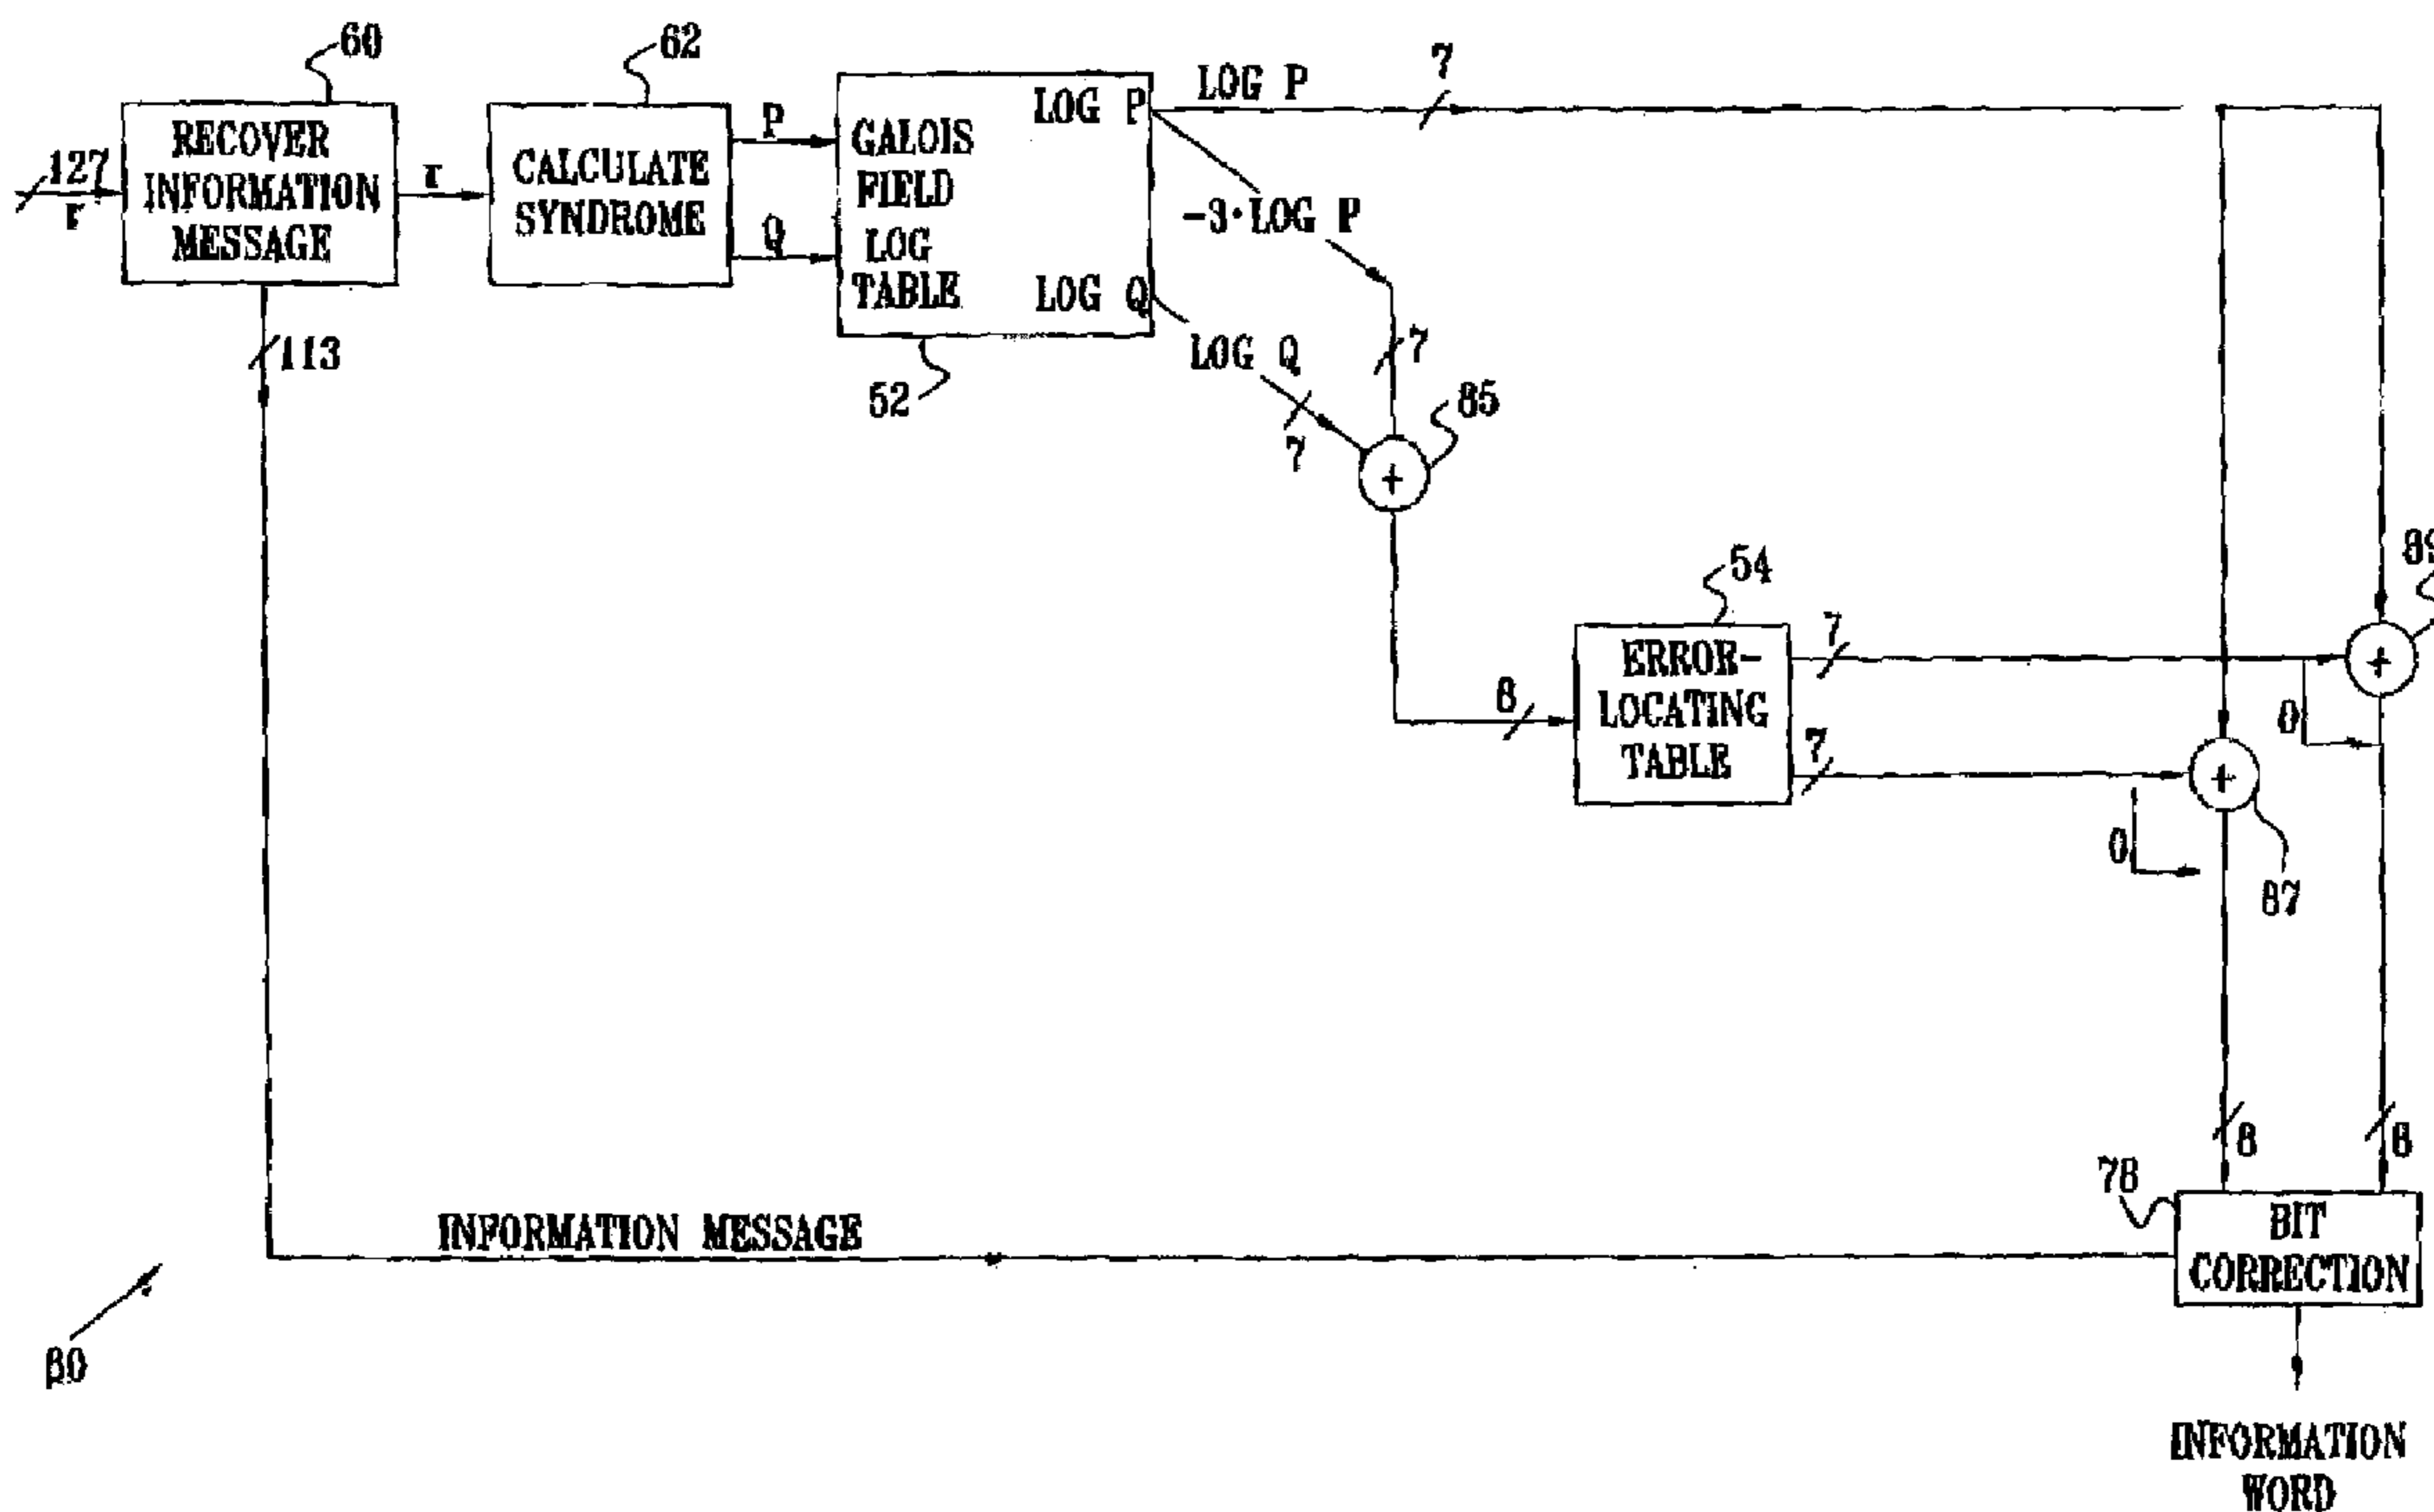 60
62
127
r
RECOVER
INFORMATION
MESSAGE
r
CALCULATE
SYNDROME
P
Q
GALOIS
FIELD
LOG
TABLE
LOG P
LOG Q
52
LOG P
7
-3·LOG P
7
LOG Q
7
85
+
113
54
ERROR-
LOCATING
TABLE
8
7
7
89
+
0
+
0
87
8
8
78
BIT
CORRECTION
INFORMATION MESSAGE
80
INFORMATION
WORD